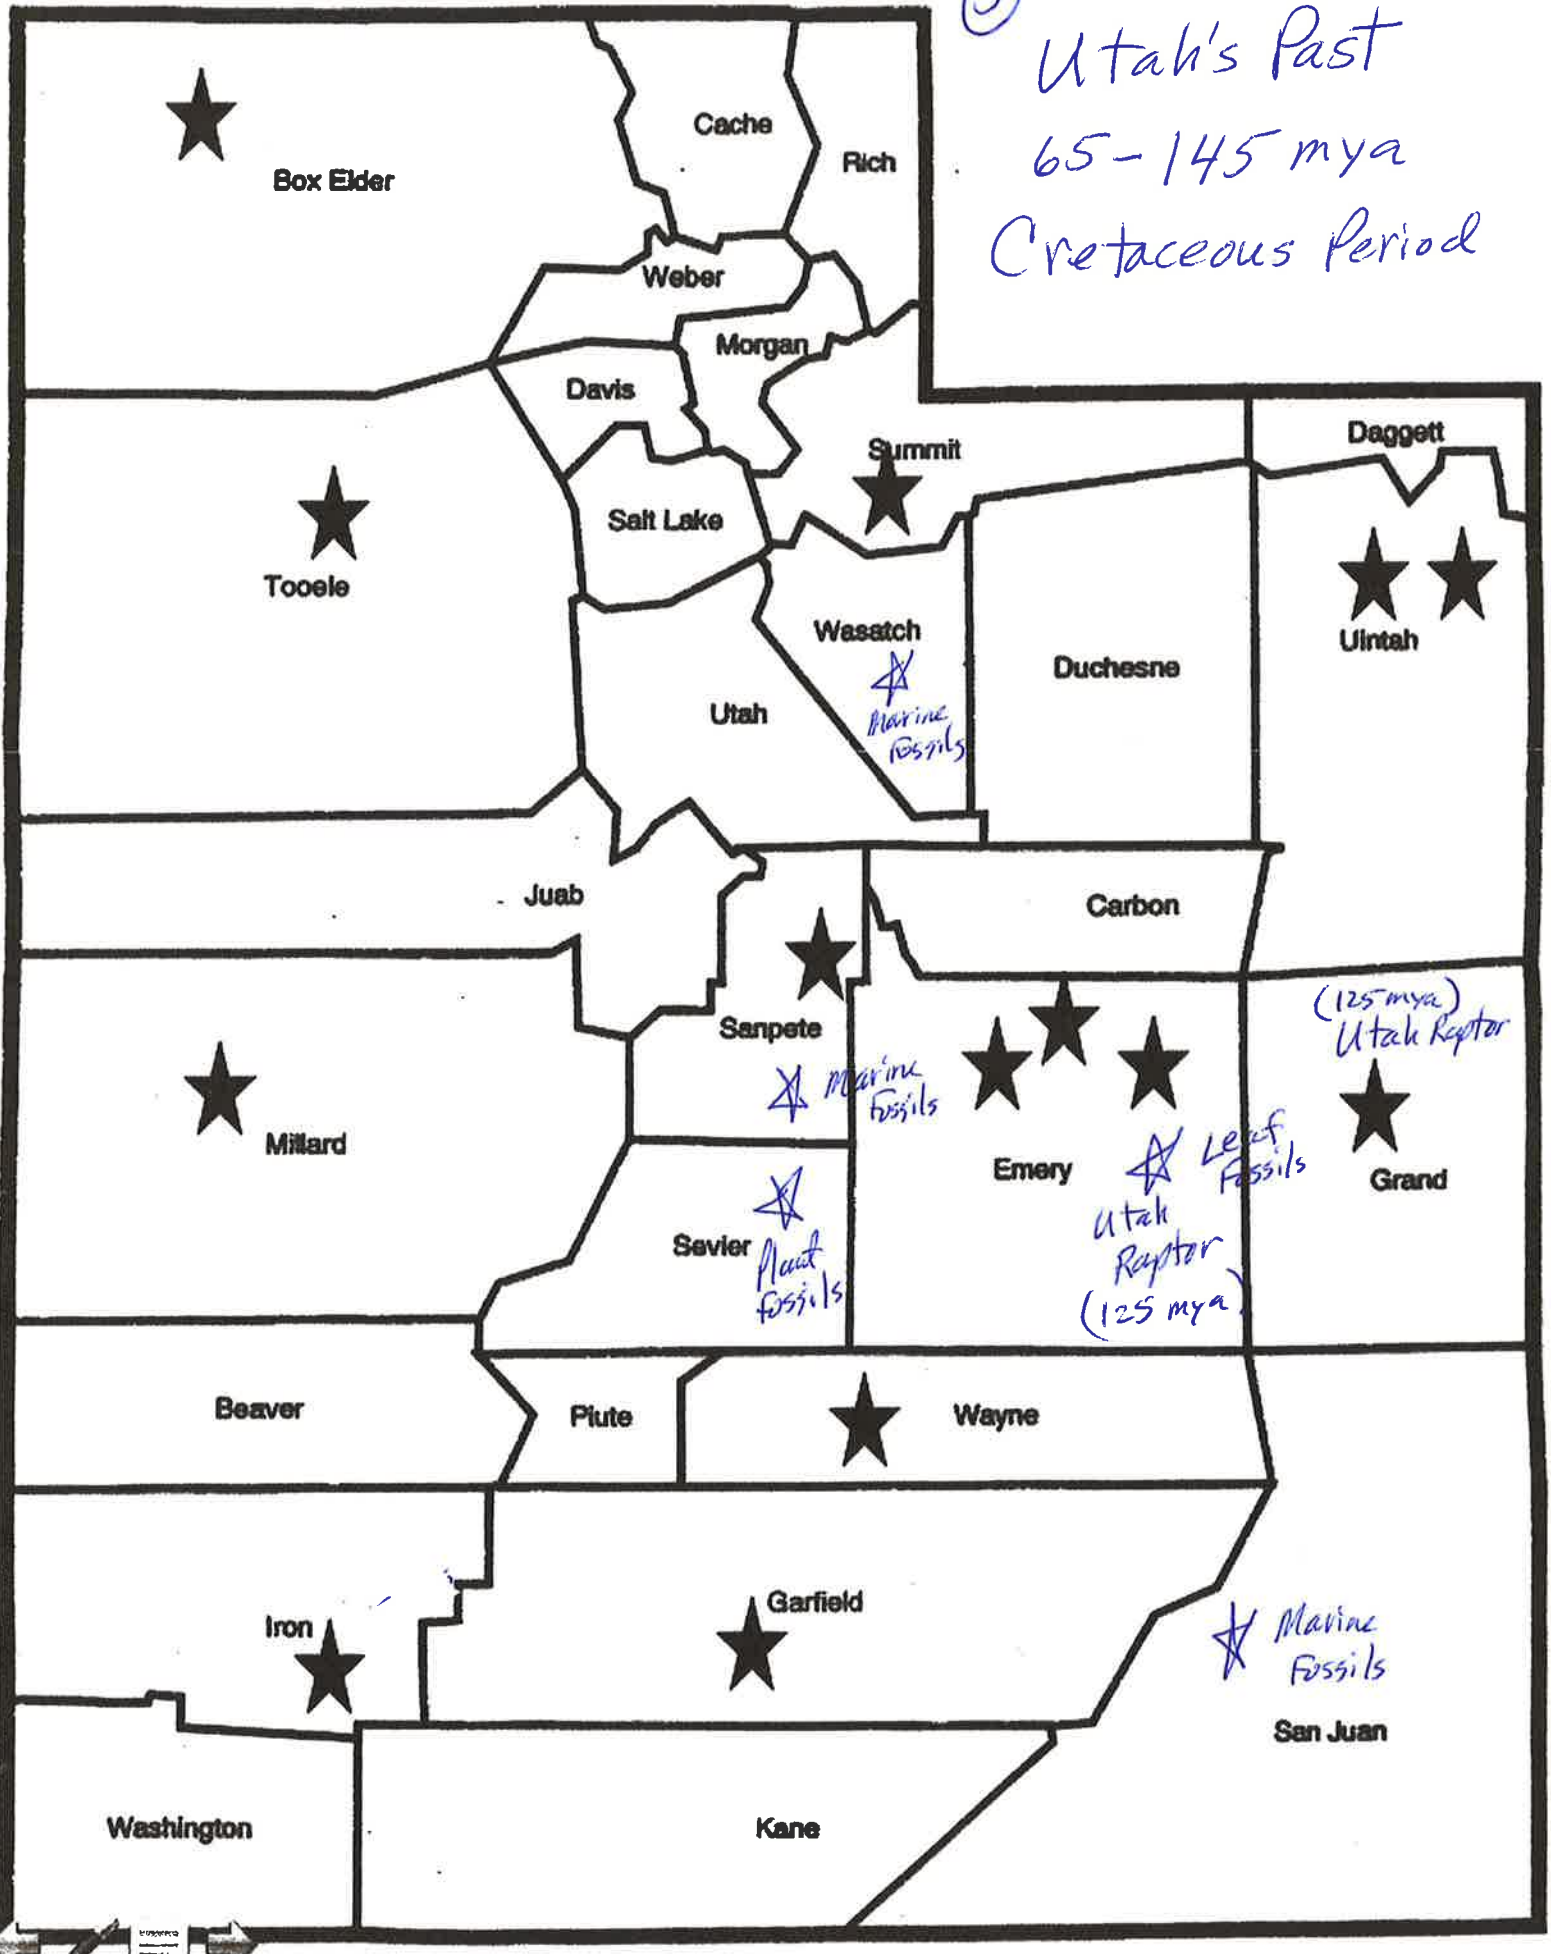 Utah's Past
65-145 mya
Cretaceous Period
Cache
Rich
Box Elder
Weber
Morgan
Davis
Summit
Daggett
Salt Lake
Tooele
Wasatch
Marine
Fossils
Uintah
Duchesne
Utah
Juab
Carbon
Sanpete
Marine
Fossils
(125 mya)
Utah Raptor
Grand
Millard
Emery
Leaf
Fossils
Utah
Raptor
(125 mya)
Sevier
Plant
fossils
Beaver
Piute
Wayne
Iron
Garfield
Marine
Fossils
San Juan
Washington
Kane